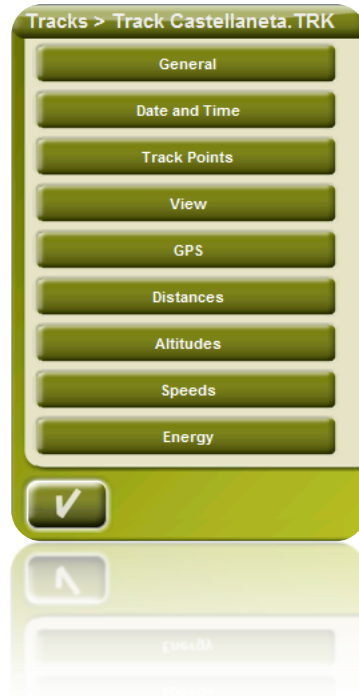 Tracks > Track Castellaneta.TRK
General
Date and Time
Track Points
View
GPS
Distances
Altitudes
Speeds
Energy